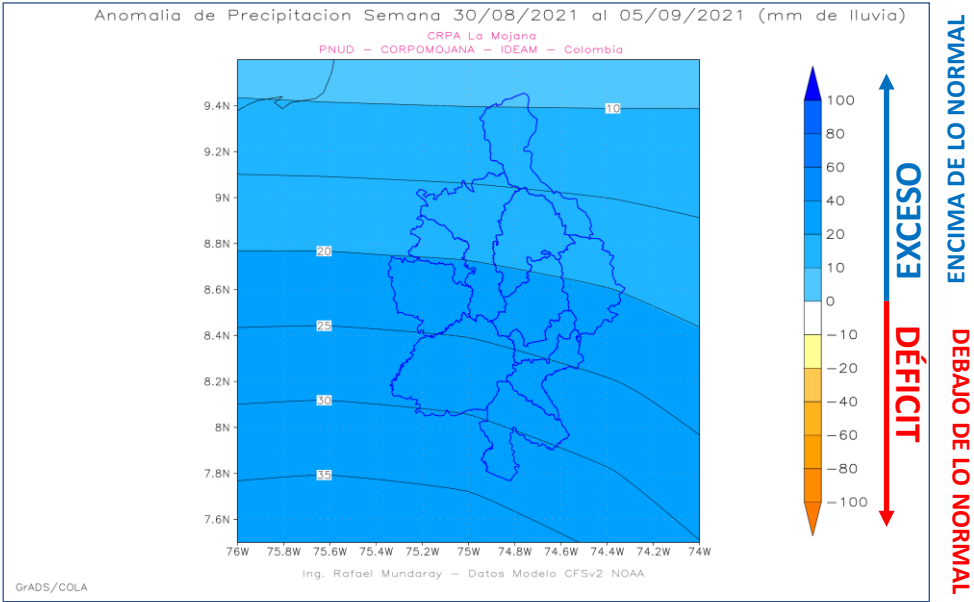 Anomalia de Precipitacion Semana 30/08/2021 al 05/09/2021 (mm de lluvia)
CRPA La Mojana
PNUD – CORPOMOJANA – IDEAM – Colombia
9.4N
9.2N
9N
8.8N
8.6N
8.4N
8.2N
8N
7.8N
7.6N
10
20
25
30
35
76W
75.8W
75.6W
75.4W
75.2W
75W
74.8W
74.6W
74.4W
74.2W
74W
100
80
60
40
20
10
0
−10
−20
−40
−60
−80
−100
EXCESO
DÉFICIT
ENCIMA DE LO NORMAL
DEBAJO DE LO NORMAL
Ing. Rafael Mundaray – Datos Modelo CFSv2 NOAA
GrADS/COLA